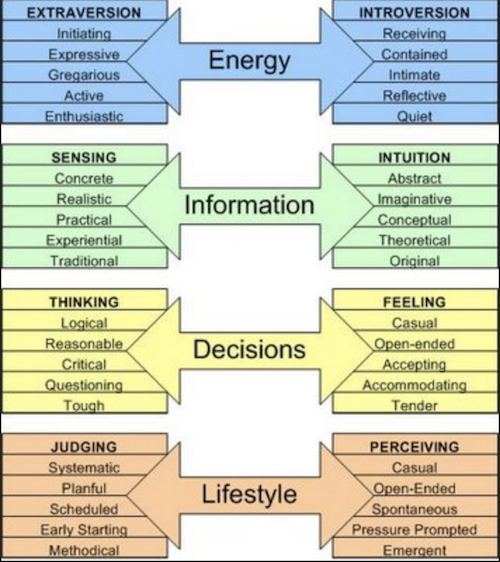 EXTRAVERSION
Initiating
Expressive
Gregarious
Active
Enthusiastic
Energy
INTROVERSION
Receiving
Contained
Intimate
Reflective
Quiet
SENSING
Concrete
Realistic
Practical
Experiential
Traditional
Information
INTUITION
Abstract
Imaginative
Conceptual
Theoretical
Original
THINKING
Logical
Reasonable
Critical
Questioning
Tough
Decisions
FEELING
Casual
Open-ended
Accepting
Accommodating
Tender
JUDGING
Systematic
Planful
Scheduled
Early Starting
Methodical
Lifestyle
PERCEIVING
Casual
Open-Ended
Spontaneous
Pressure Prompted
Emergent